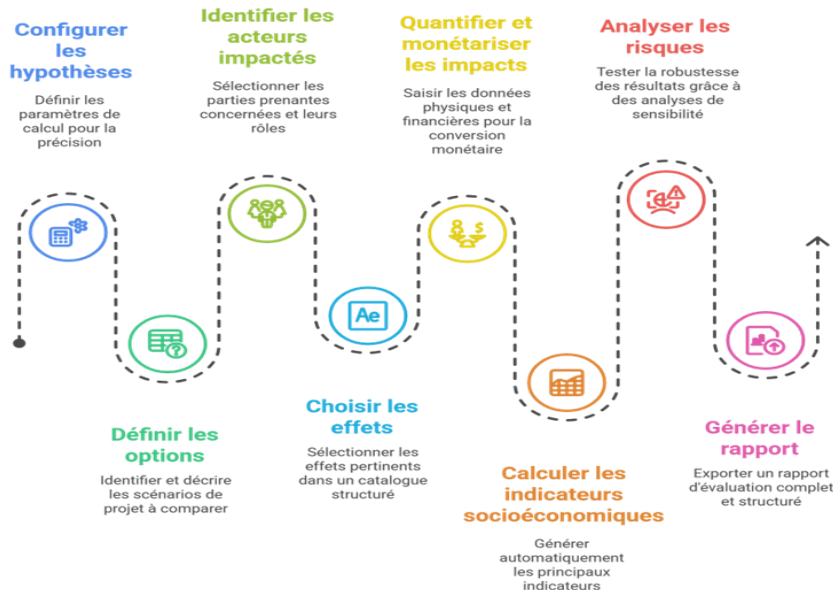 Configurer
les
hypothèses
Définir les
paramètres de
calcul pour la
précision
Définir les
options
Identifier et décrire
les scénarios de
projet à comparer
Identifier les
acteurs
impactés
Sélectionner les
parties prenantes
concernées et leurs
rôles
Choisir les
effets
Sélectionner les
effets pertinents
dans un catalogue
structuré
Ae
Quantifier et
monétariser
les impacts
Saisir les données
physiques et
financières pour la
conversion
monétaire
$
Calculer les
indicateurs
socioéconomiques
Générer
automatiquement
les principaux
indicateurs
Analyser les
risques
Tester la robustesse
des résultats grâce à
des analyses de
sensibilité
Générer le
rapport
Exporter un rapport
d'évaluation complet
et structuré